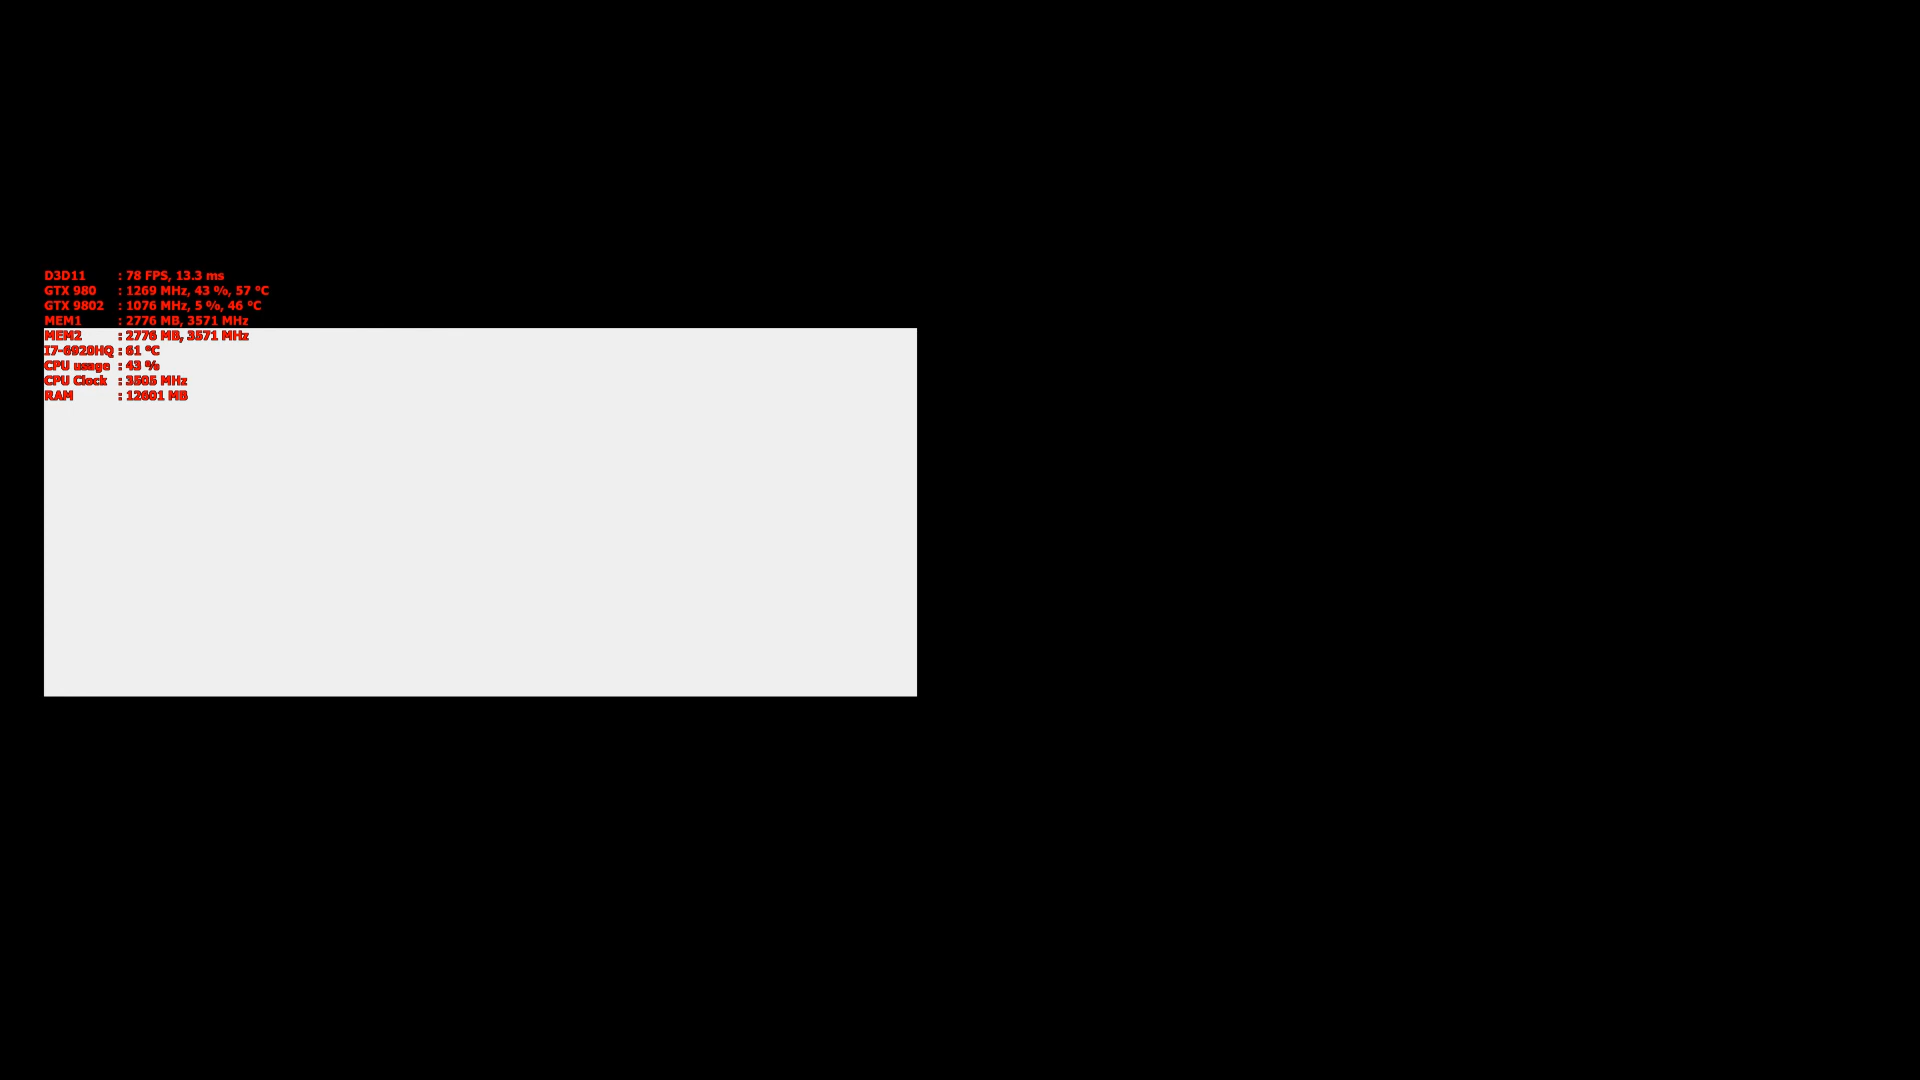 D3D11 : 78 FPS, 13.3 ms
GTX 980 : 1269 MHz, 43 %, 57 °C
GTX 9802 : 1076 MHz, 5 %, 46 °C
MEM1 : 2776 MB, 3571 MHz
MEM2 : 2776 MB, 3571 MHz
I7-6920HQ : 61 °C
CPU usage : 43 %
CPU Clock : 3505 MHz
RAM : 12601 MB